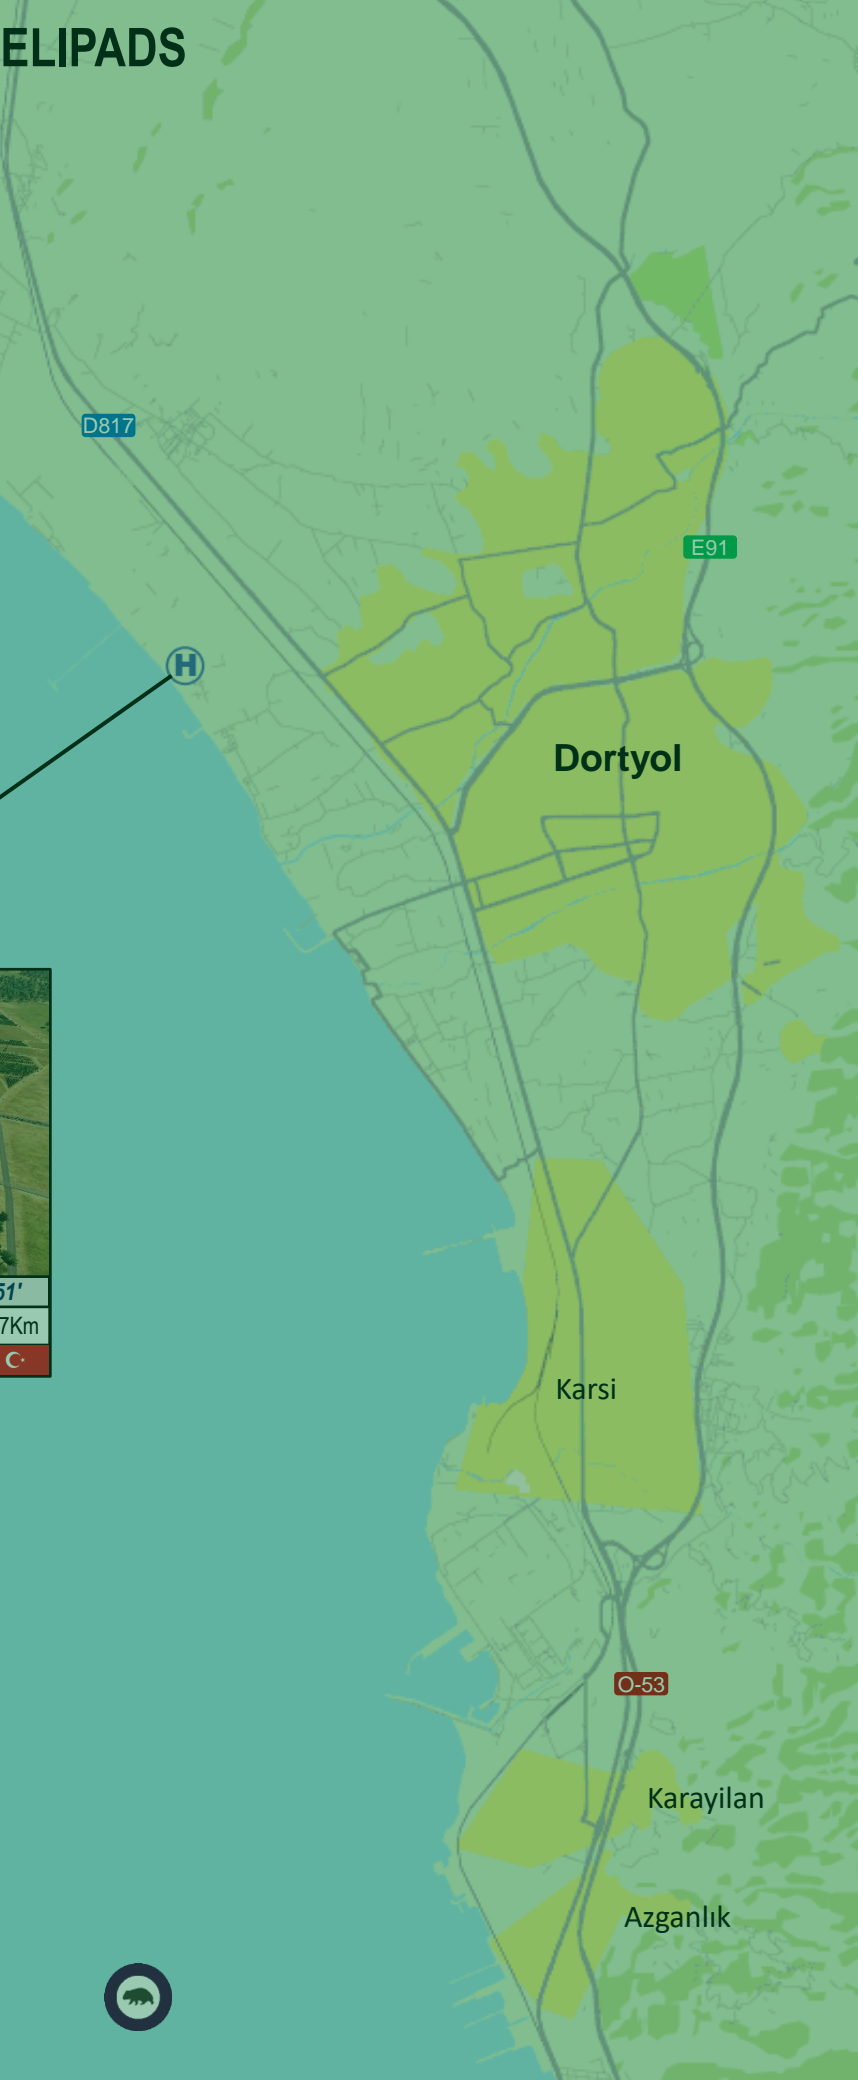 ELIPADS
D817
E91
H
Dortyol
51'
7Km
Karsi
O-53
Karayilan
Azganlık